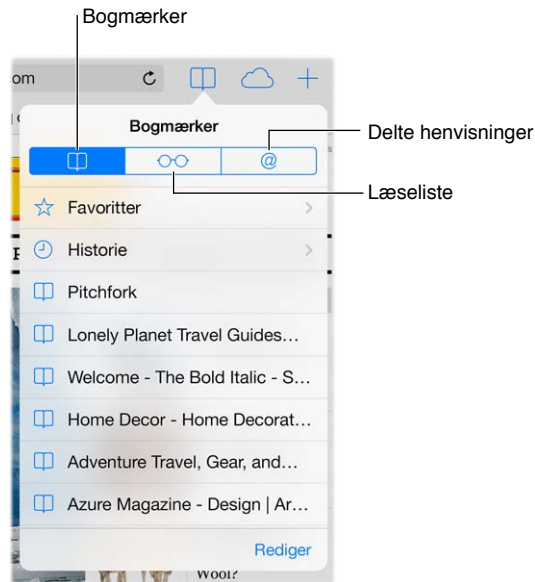 Bogmærker
om
Bogmærker
Delte henvisninger
@
Læseliste
Favoritter
Historie
Pitchfork
Lonely Planet Travel Guides…
Welcome - The Bold Italic - S…
Home Decor - Home Decorat…
Adventure Travel, Gear, and…
Azure Magazine - Design | Ar…
Rediger
Wool?